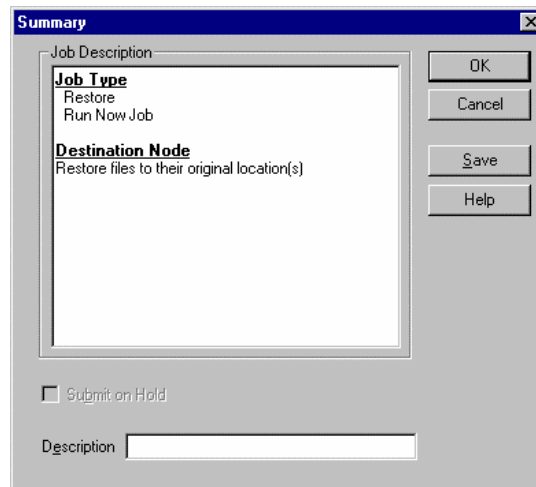 Summary
Job Description
Job Type
Restore
Run Now Job
Destination Node
Restore files to their original location(s)
OK
Cancel
Save
Help
Submit on Hold
Description